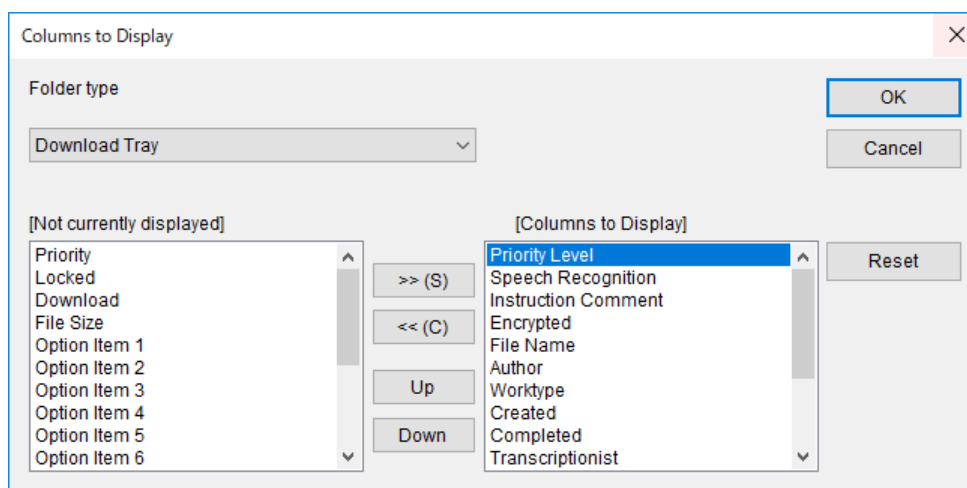 Columns to Display
Folder type
OK
Download Tray
Cancel
[Not currently displayed]
Priority
Locked
Download
File Size
Option Item 1
Option Item 2
Option Item 3
Option Item 4
Option Item 5
Option Item 6
>> (S)
<< (C)
Up
Down
[Columns to Display]
Priority Level
Speech Recognition
Instruction Comment
Encrypted
File Name
Author
Worktype
Created
Completed
Transcriptionist
Reset